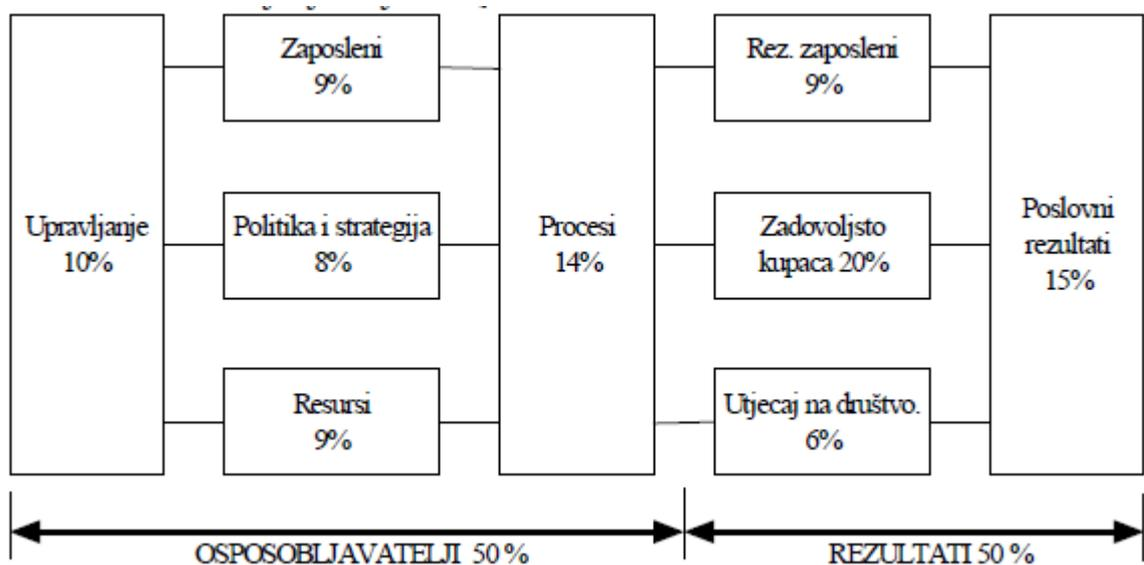 Zaposleni
9%
Rez. zaposleni
9%
Upravljanje
10%
Politika i strategija
8%
Procesi
14%
Zadovoljsto
kupaca 20%
Poslovni
rezultati
15%
Resursi
9%
Utjecaj na društvo.
6%
OSPOSOBLJAVATELJI 50 %
REZULTATI 50 %